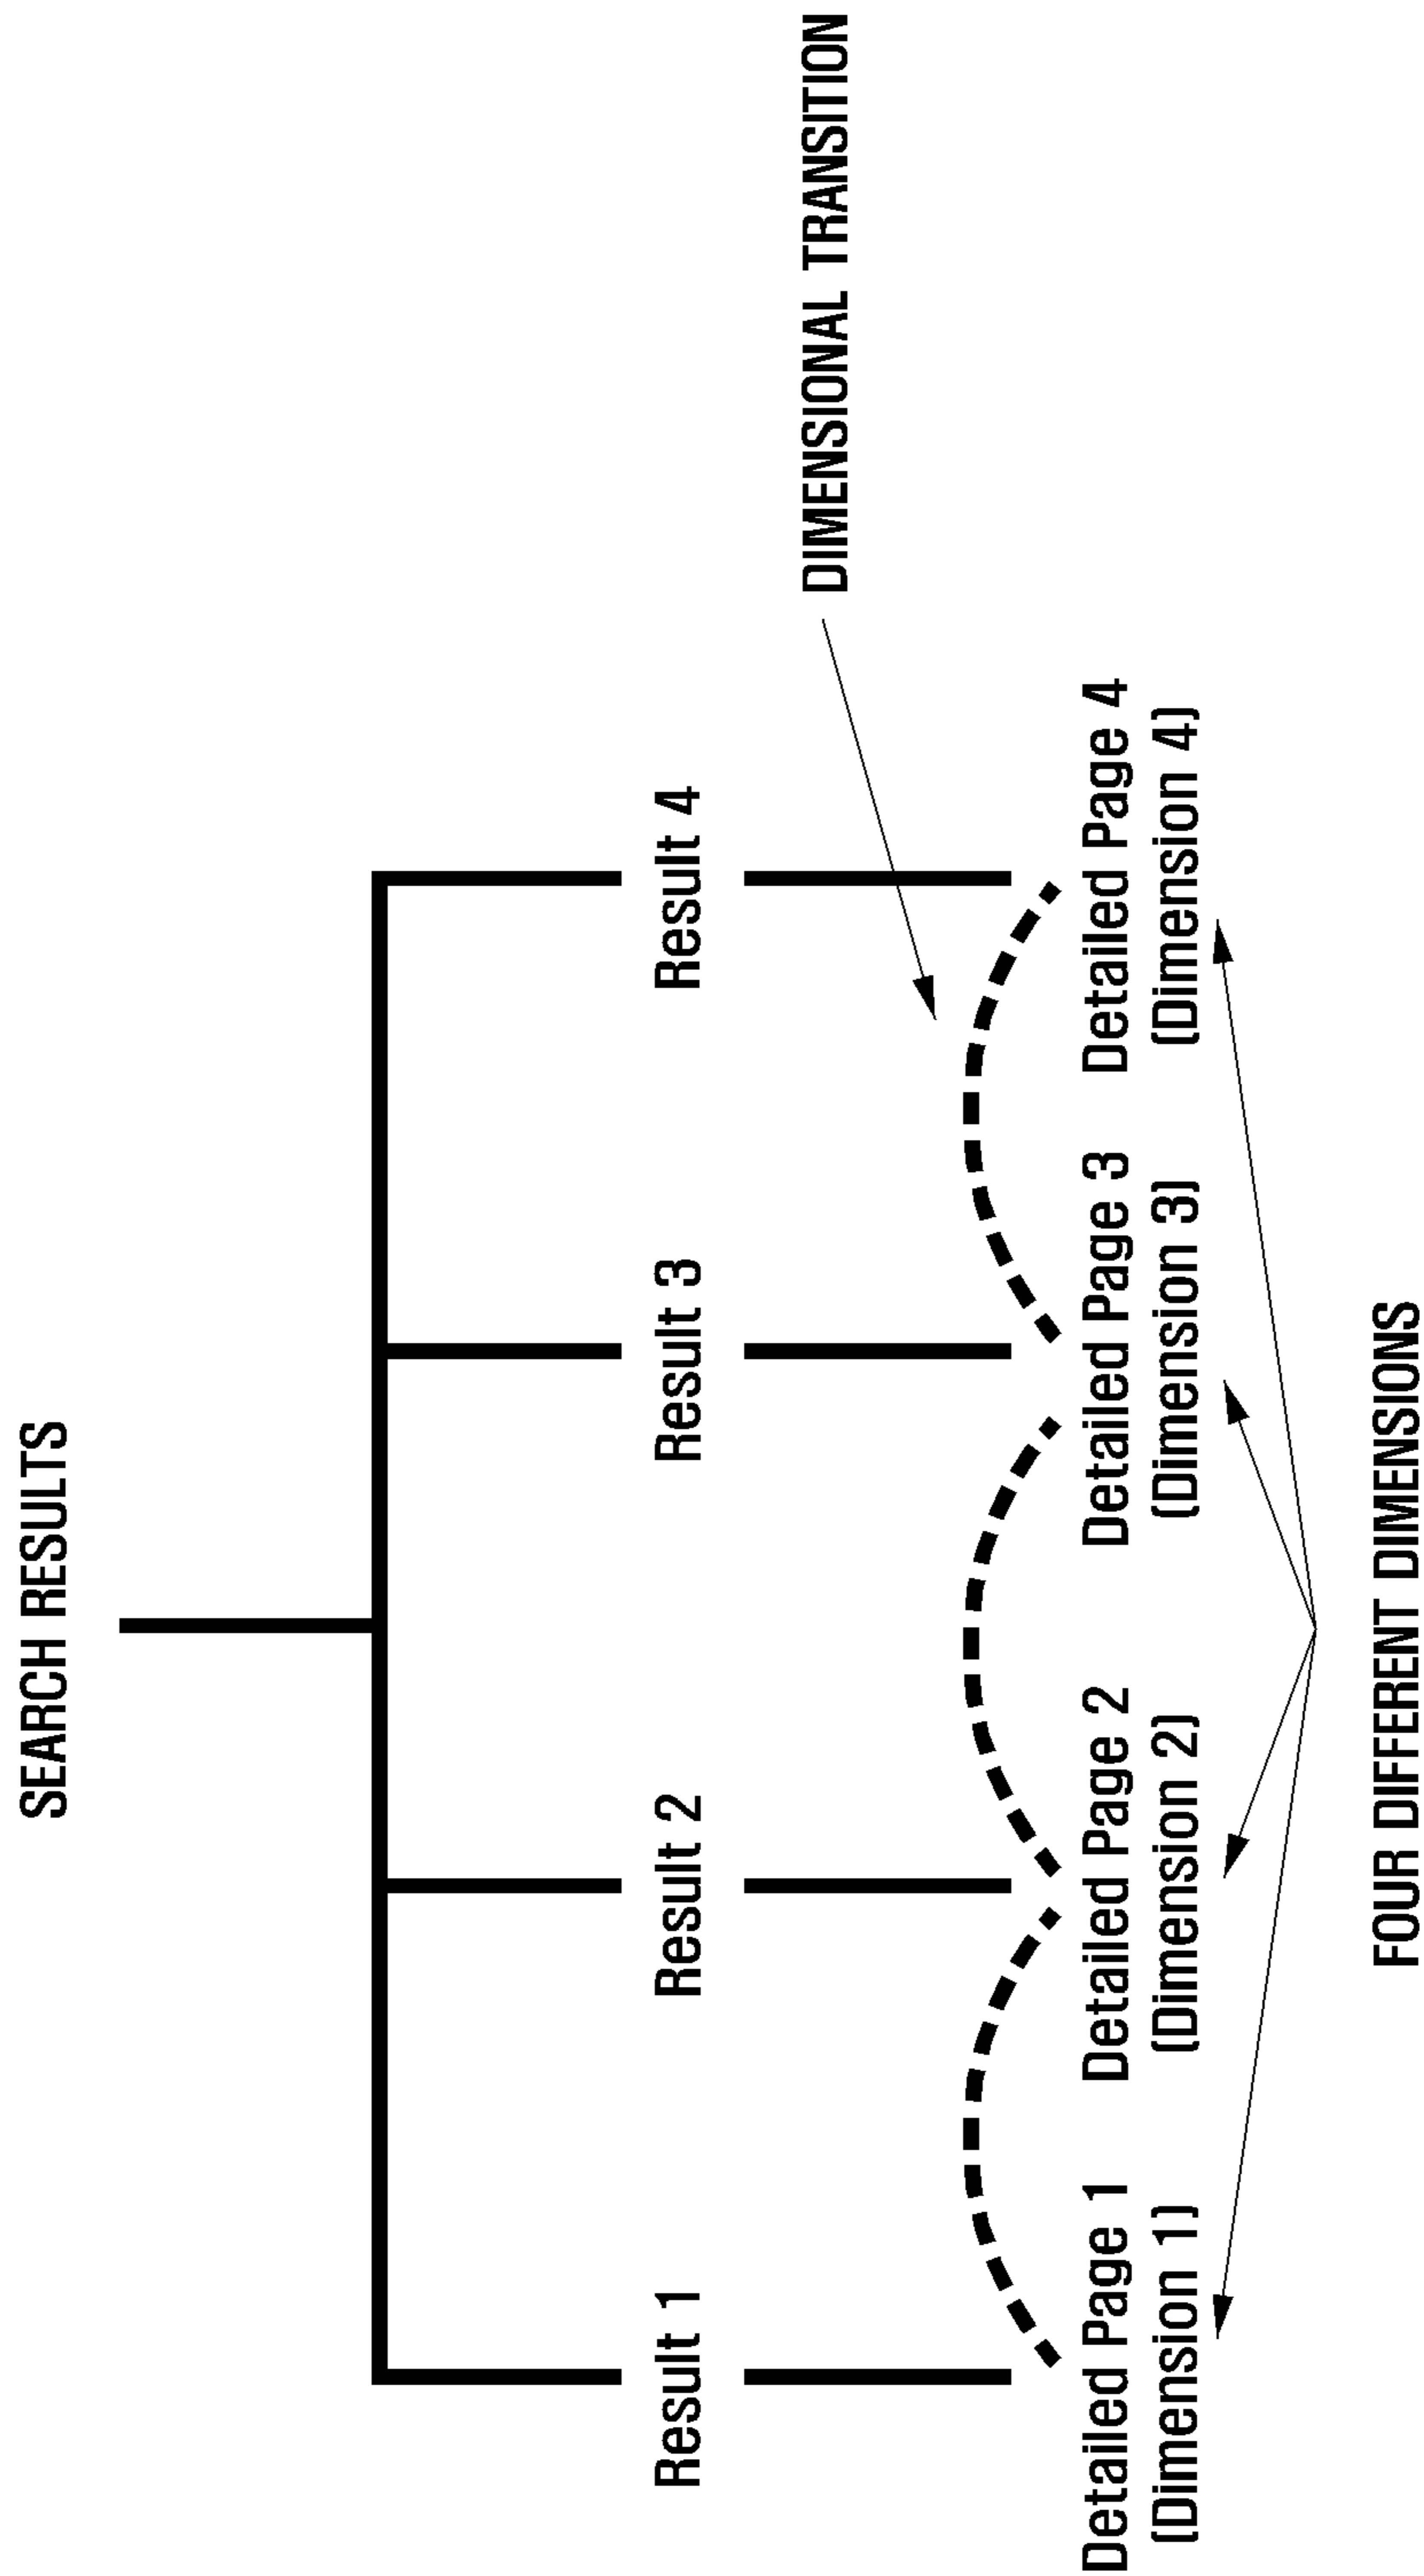 SEARCH RESULTS
Result 1
Result 2
Result 3
Result 4
DIMENSIONAL TRANSITION
Detailed Page 1
(Dimension 1)
Detailed Page 2
(Dimension 2)
Detailed Page 3
(Dimension 3)
Detailed Page 4
(Dimension 4)
FOUR DIFFERENT DIMENSIONS